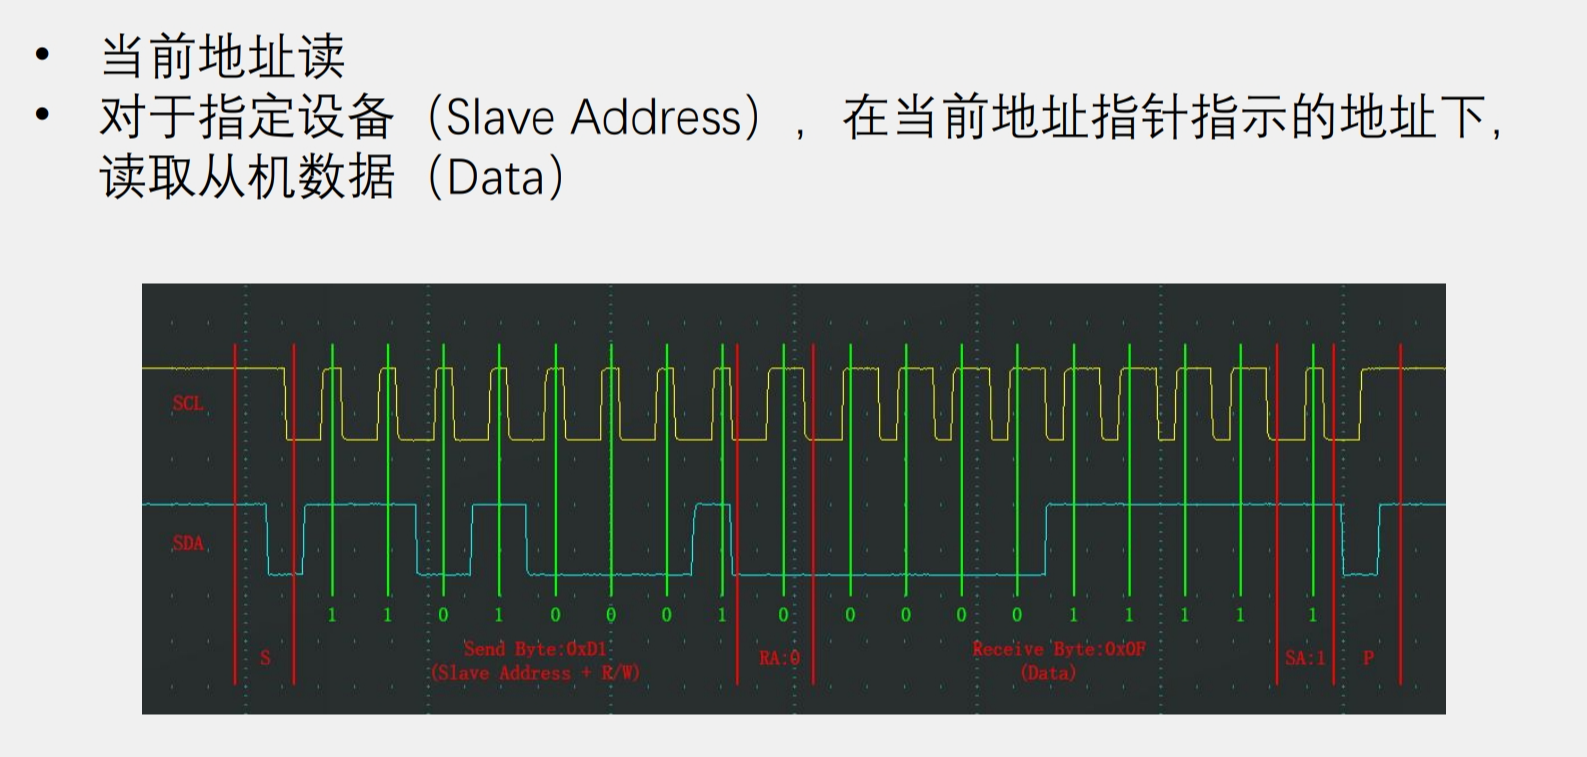 • 当前地址读
• 对于指定设备（Slave Address），在当前地址指针指示的地址下，
读取从机数据（Data）
SCL
SDA
1 1 0 1 0 0 0 1 0 0 0 0 0 1 1 1 1 1
S
Send Byte:0xD1
(Slave Address + R/W)
RA:0
Receive Byte:0x0F
(Data)
SA:1
P